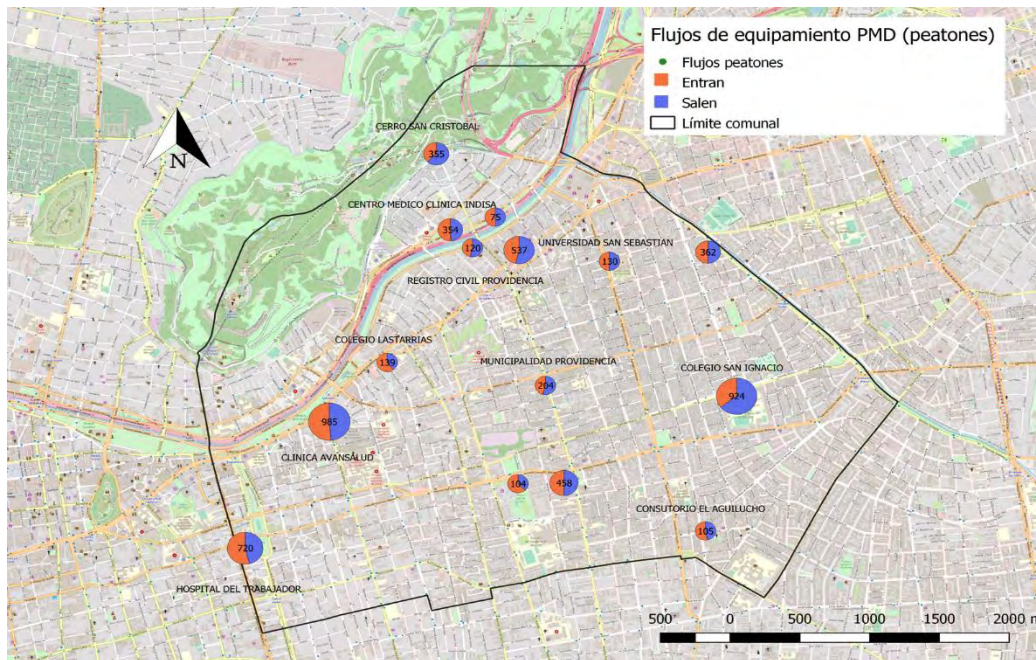 Flujos de equipamiento PMD (peatones)
Flujos peatones
Entran
Salen
Límite comunal
N
CERRO SAN CRISTOBAL
355
CENTRO MEDICO CLINICA INDISA
75
354
120
537
UNIVERSIDAD SAN SEBASTIAN
130
362
REGISTRO CIVIL PROVIDENCIA
COLEGIO LASTARRIAS
139
MUNICIPALIDAD PROVIDENCIA
204
COLEGIO SAN IGNACIO
924
985
CLINICA AVANSALUD
104
458
CONSUTORIO EL AGUILUCHO
105
720
HOSPITAL DEL TRABAJADOR
500 0 500 1000 1500 2000 m